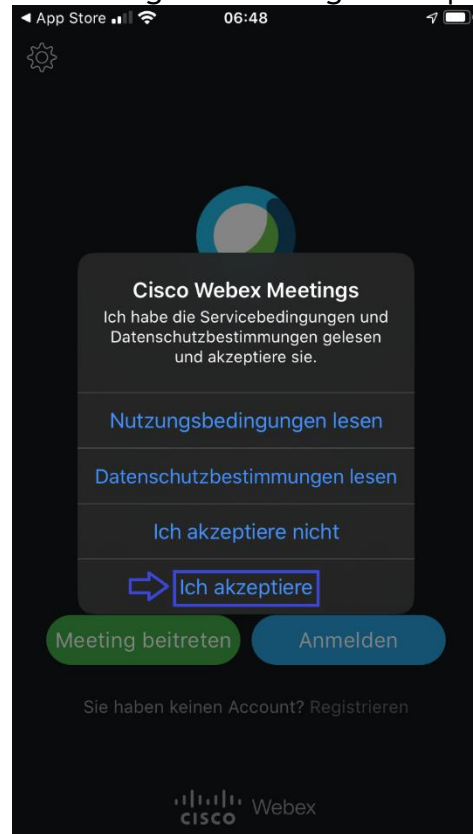 App Store
06:48
Cisco Webex Meetings
Ich habe die Servicebedingungen und
Datenschutzbestimmungen gelesen
und akzeptiere sie.
Nutzungsbedingungen lesen
Datenschutzbestimmungen lesen
Ich akzeptiere nicht
Ich akzeptiere
Meeting beitreten
Anmelden
Sie haben keinen Account? Registrieren
CISCO Webex